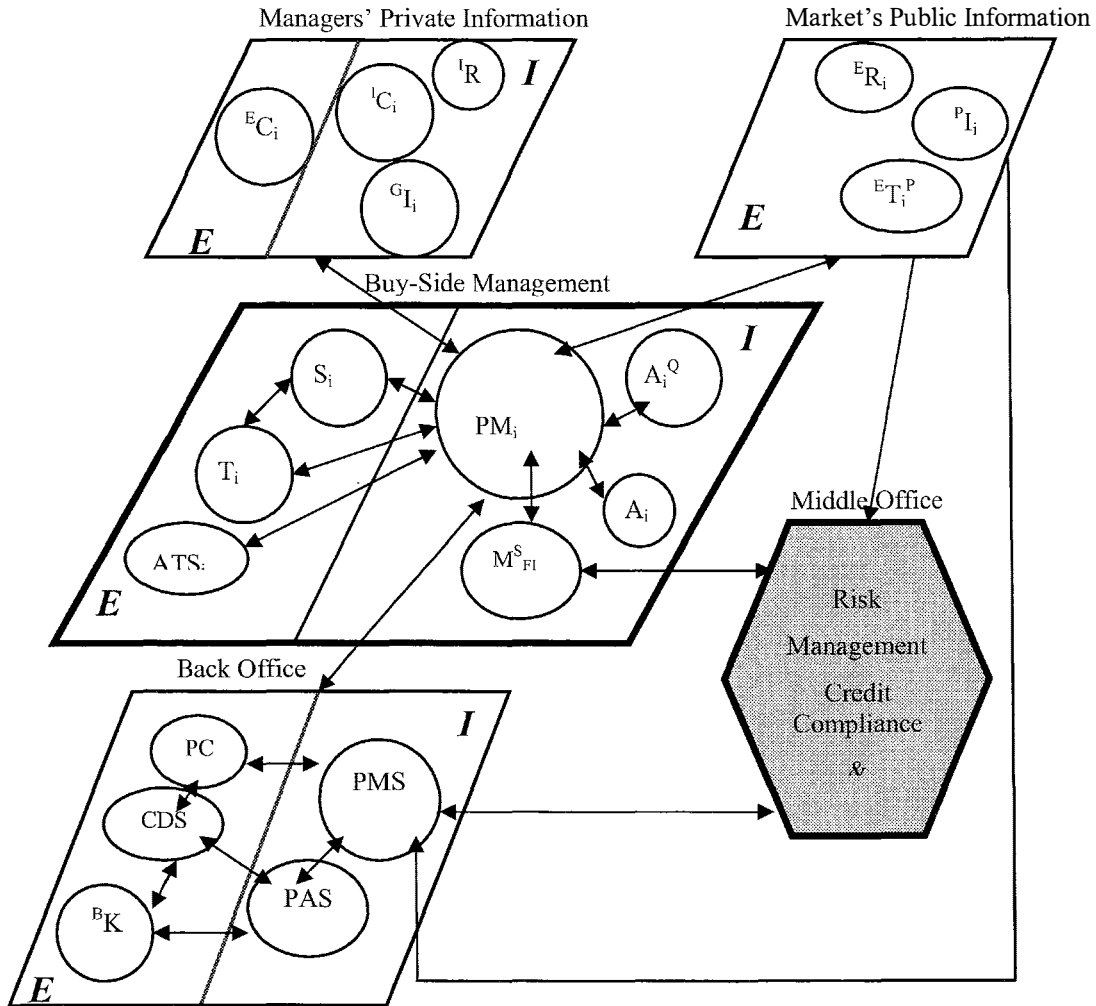 Managers’ Private Information
Market’s Public Information
I
ᴵR
ᴱCᵢ
ᴵCᵢ
ᴳIᵢ
E
ᴱRᵢ
ᴾIᵢ
ᴱTᵢᴾ
E
Buy-Side Management
I
Sᵢ
PMᵢ
AᵢQ
Tᵢ
Aᵢ
ATSᵢ
MˢFI
E
Middle Office
Risk
Management
Credit
Compliance
&
Back Office
I
PC
PMS
CDS
PAS
ᴮK
E